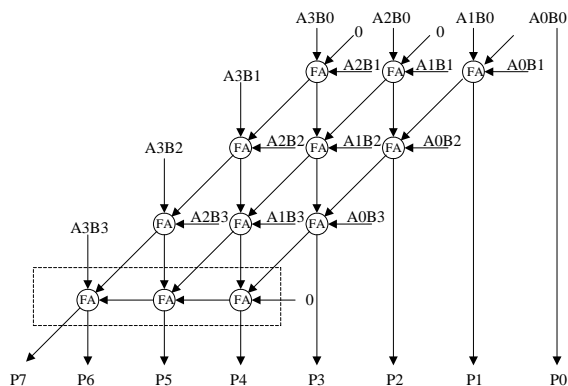 A3B0 A2B0 A1B0 A0B0
0 0
FA A2B1 FA A1B1 FA A0B1
A3B1
FA A2B2 FA A1B2 FA A0B2
A3B2
FA A2B3 FA A1B3 FA A0B3
A3B3
FA FA FA 0
P7 P6 P5 P4 P3 P2 P1 P0